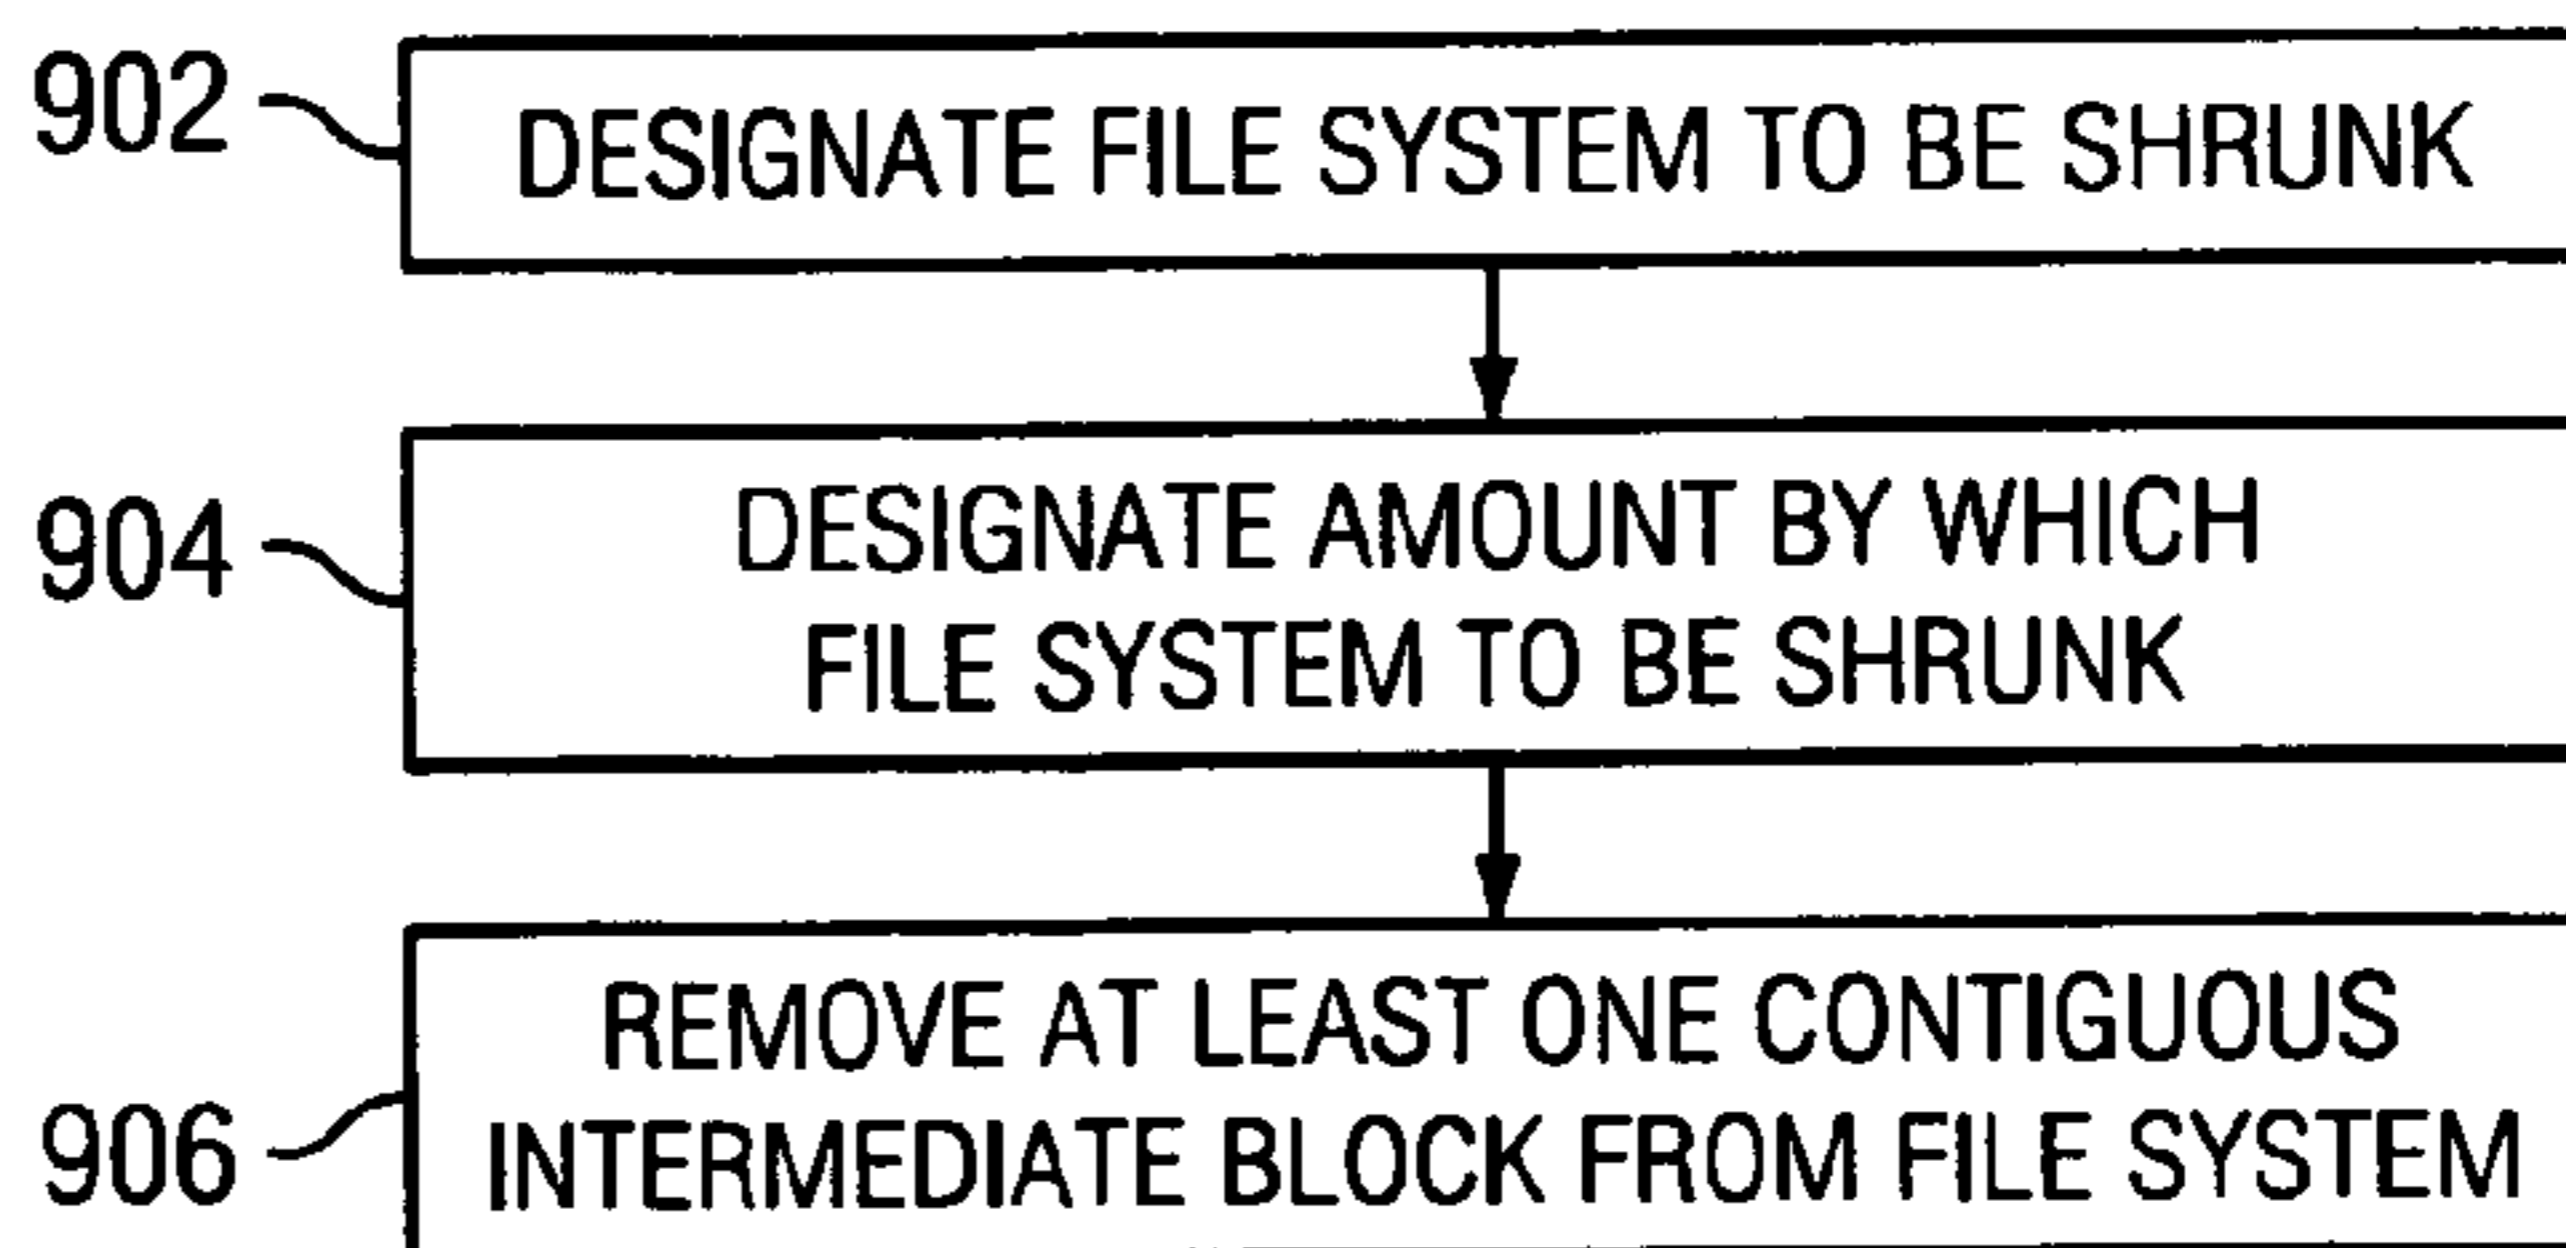 902
DESIGNATE FILE SYSTEM TO BE SHRUNK
904
DESIGNATE AMOUNT BY WHICH
FILE SYSTEM TO BE SHRUNK
906
REMOVE AT LEAST ONE CONTIGUOUS
INTERMEDIATE BLOCK FROM FILE SYSTEM